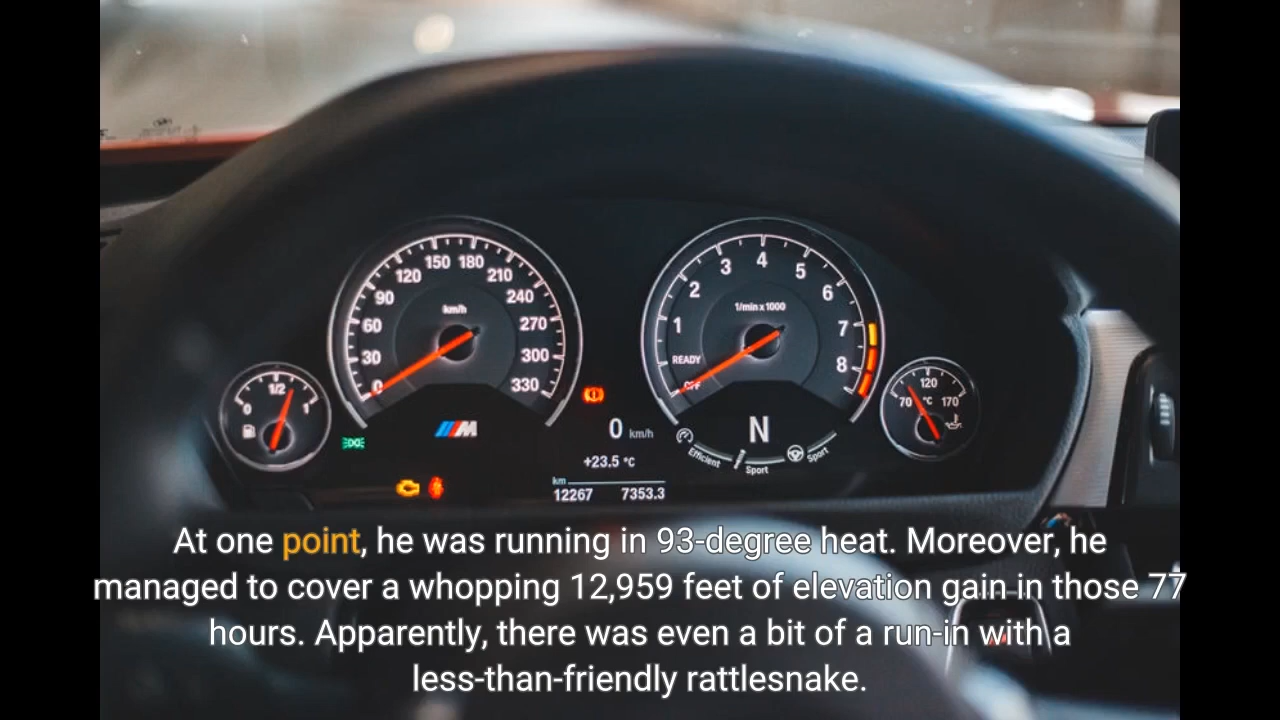 120 150 180 210
90 240
60 km/h 270
30 300
0 330
3 4 5
2 6
1/min x 1000
1 7
READY 8
OFF
0 1/2 1
120
70 °C 170
M
0 km/h
N
Efficient Sport Sport
+23.5 °C
km
12267 7353.3
At one point, he was running in 93-degree heat. Moreover, he
managed to cover a whopping 12,959 feet of elevation gain in those 77
hours. Apparently, there was even a bit of a run-in with a
less-than-friendly rattlesnake.